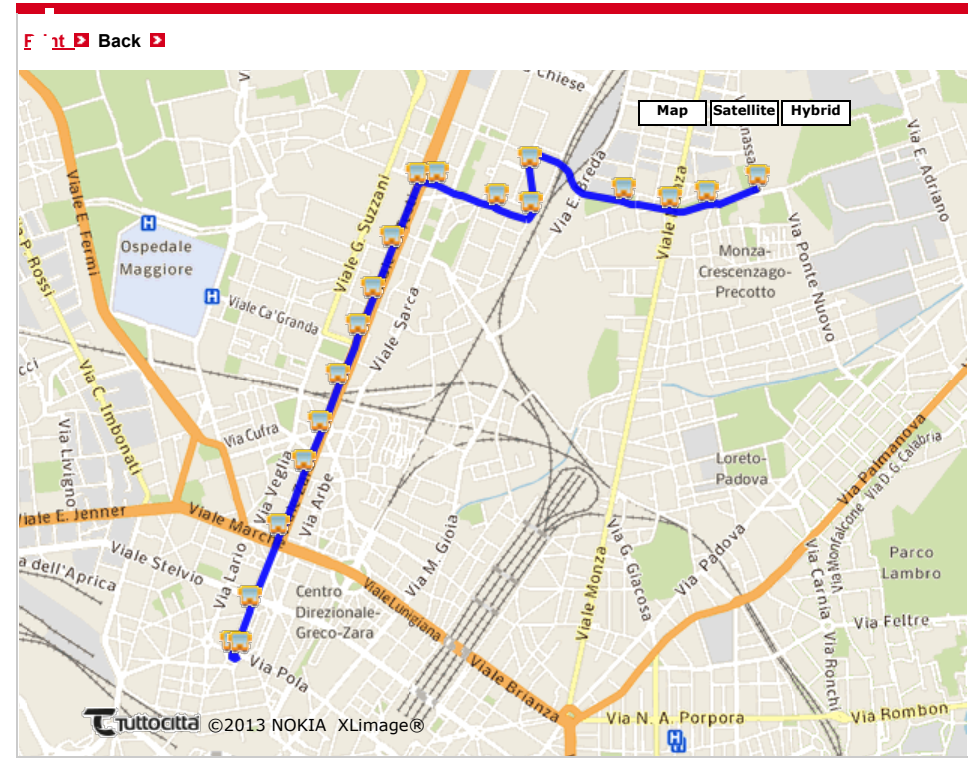 Back
Chiese
Map
Satellite
Hybrid
Via E. Adriano
Viale E. Fermi
Viale G. Suzzani
Via E. Breda
H
Ospedale
Maggiore
Via Ponte Nuovo
Monza-
Crescenzago-
Precotto
H
Viale Ca'Granda
Viale Sarca
P. Rossi
Via C. Imbonati
Via Cufra
Via Livigno
Via Veglia
Via Arbe
Loreto-
Padova
Via Palmanova
Via D. G. Calabria
Viale E. Jenner
Viale Marche
Via M. Gioia
Viale Stelvio
Via Lario
a dell'Aprica
Via G. Giacosa
Via Padova
Via Monfalcone
Via Carnia
Parco
Lambro
Centro
Direzionale-
Greco-Zara
Viale Lunigiana
Viale Monza
Via Feltre
Via Ronchi
Via Pola
Viale Brianza
Tuttocittà ©2013 NOKIA XLimage®
Via N. A. Porpora
Via Rombon
H